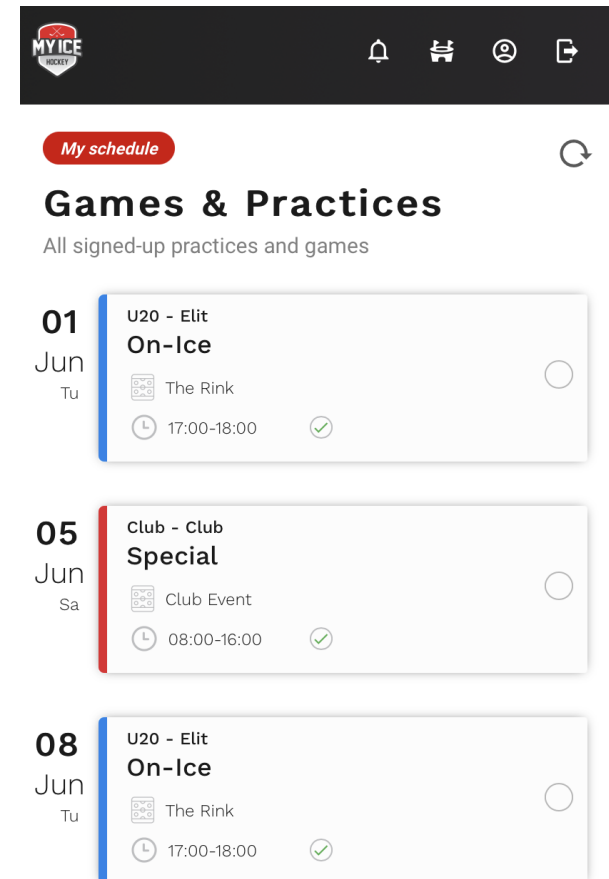 MY ICE
HOCKEY
My schedule
Games & Practices
All signed-up practices and games
01
Jun
Tu
U20 - Elit
On-Ice
The Rink
17:00-18:00
05
Jun
Sa
Club - Club
Special
Club Event
08:00-16:00
08
Jun
Tu
U20 - Elit
On-Ice
The Rink
17:00-18:00